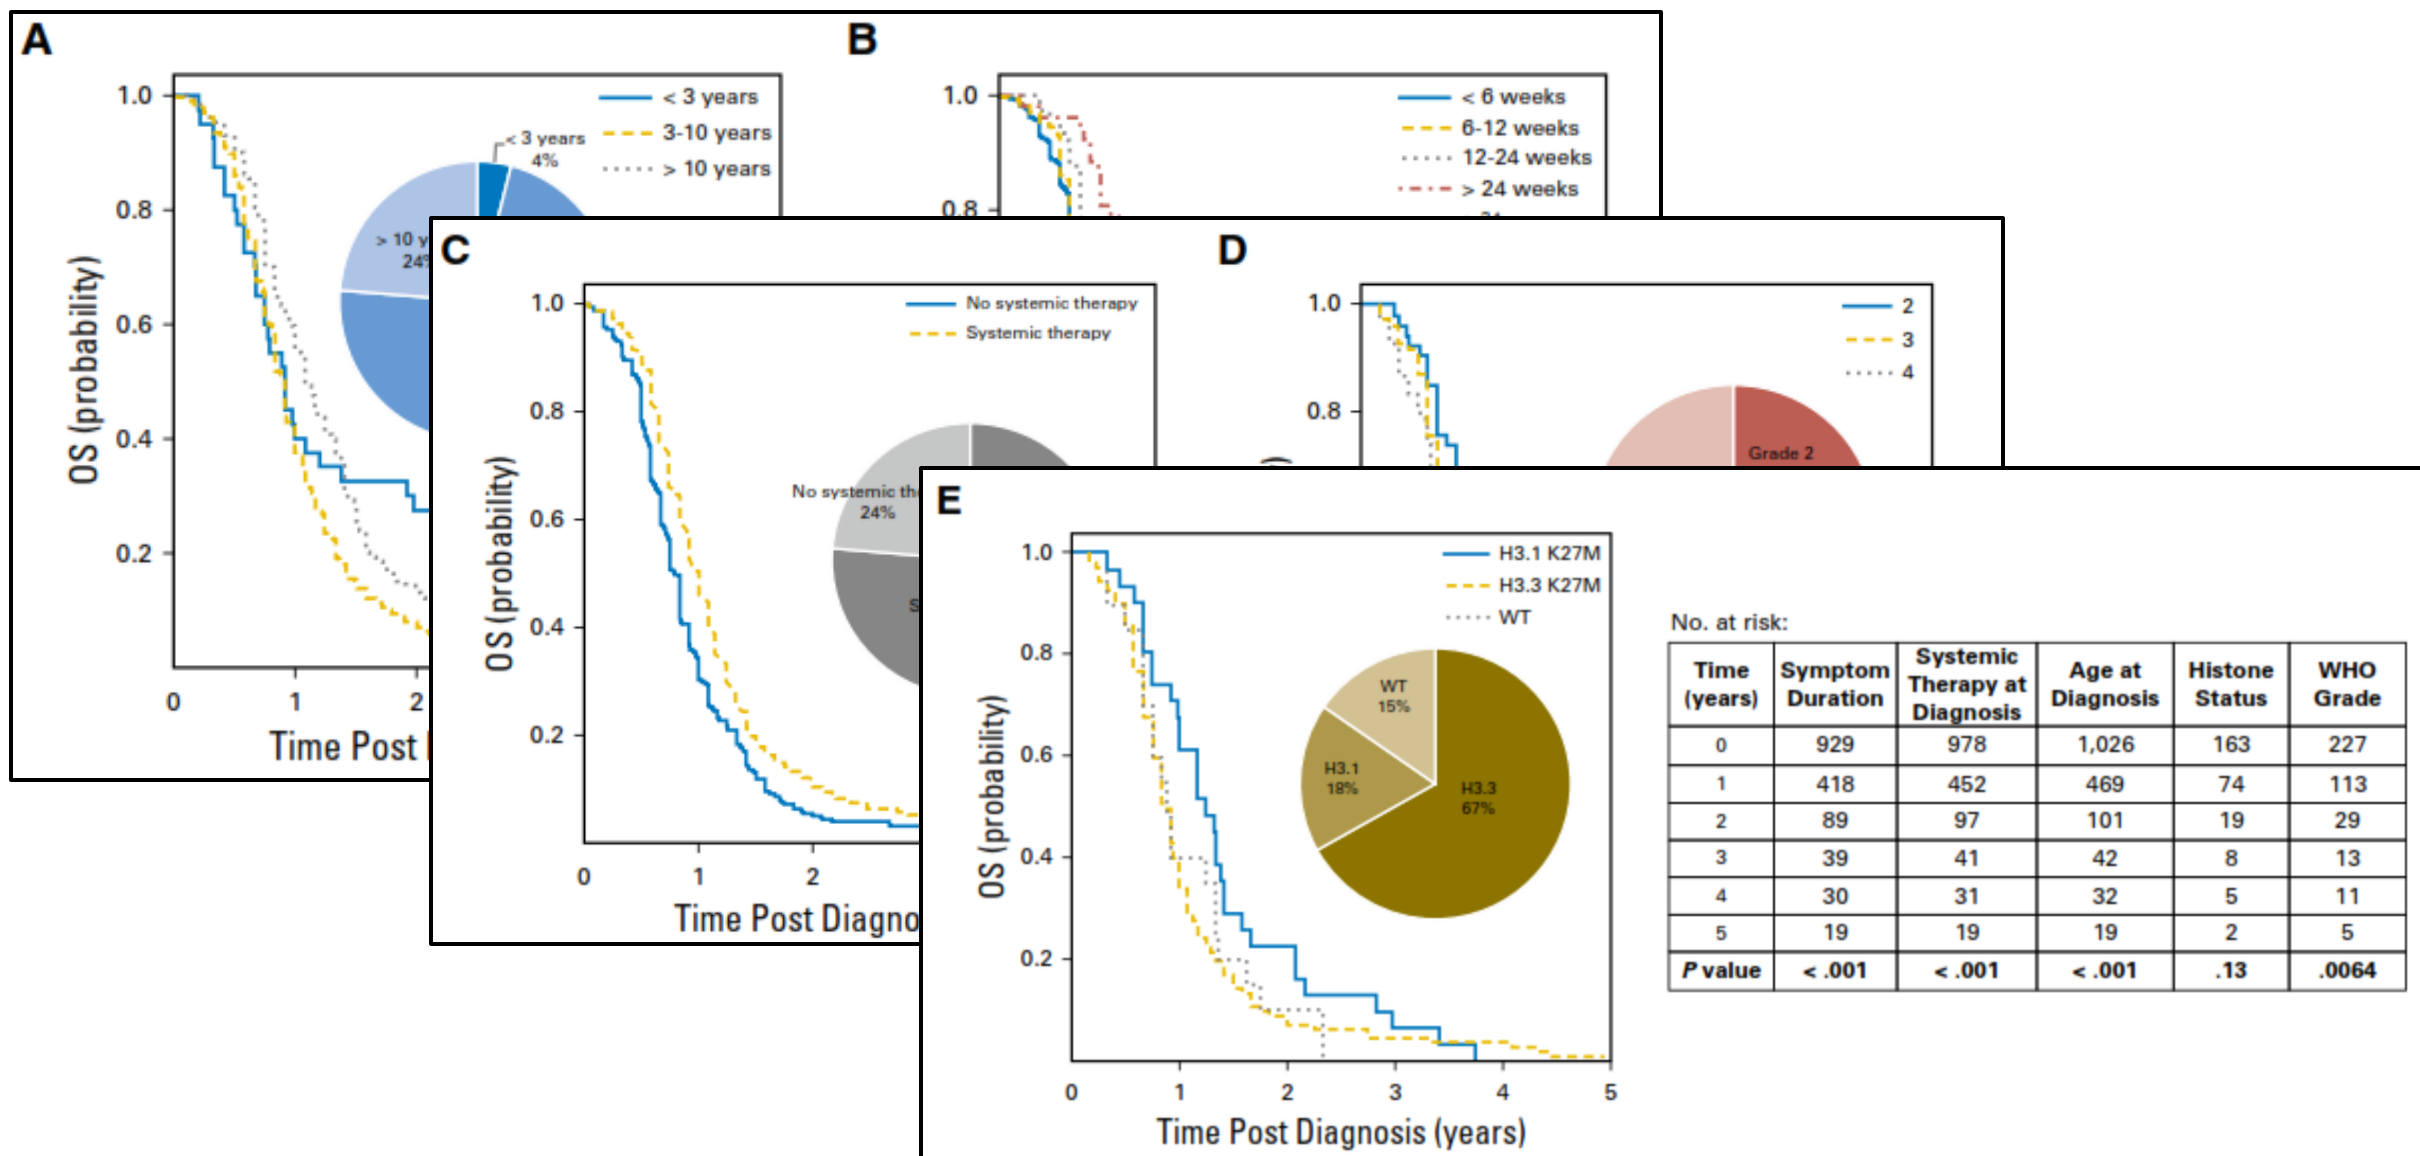 A
1.0
0.8
0.6
0.4
0.2
OS (probability)
0 1 2
Time Post
< 3 years
3-10 years
> 10 years
< 3 years
4%
B
1.0
0.8
< 6 weeks
6-12 weeks
12-24 weeks
> 24 weeks
C
1.0
0.8
0.6
0.4
0.2
OS (probability)
0 1 2
No systemic therapy
Systemic therapy
No systemic
24%
D
1.0
0.8
2
3
4
Grade 2
E
1.0
0.8
0.6
0.4
0.2
OS (probability)
0 1 2 3 4 5
Time Post Diagnosis (years)
H3.1 K27M
H3.3 K27M
WT
WT
15%
H3.1
18%
H3.3
67%
No. at risk:
Time (years) Symptom Duration Systemic Therapy at Diagnosis Age at Diagnosis Histone Status WHO Grade
0 929 978 1,026 163 227
1 418 452 469 74 113
2 89 97 101 19 29
3 39 41 42 8 13
4 30 31 32 5 11
5 19 19 19 2 5
P value < .001 < .001 < .001 .13 .0064